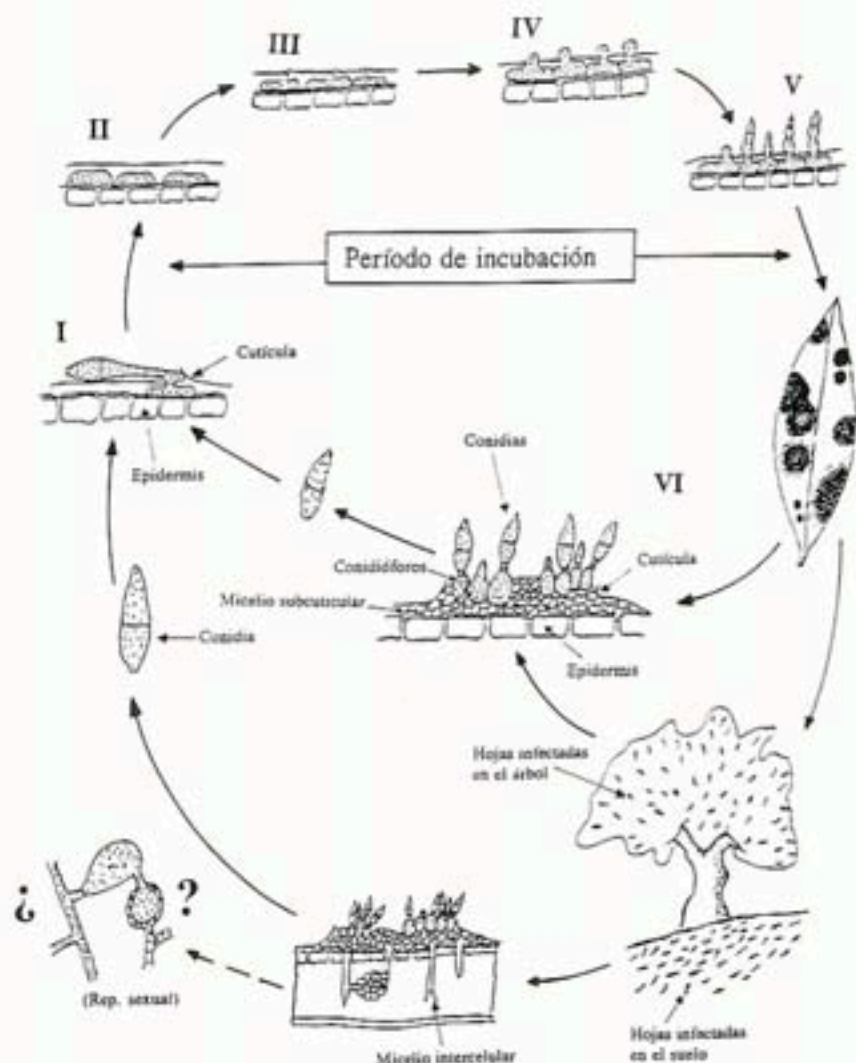 III
IV
II
V
Período de incubación
I
Cutícula
Epidermis
Conidias
VI
Conidióforos
Cutícula
Micelio subcuticular
Epidermis
Conidia
Hojas infectadas
en el árbol
¿ ?
(Rep. sexual)
Micelio intercelular
Hojas infectadas
en el suelo